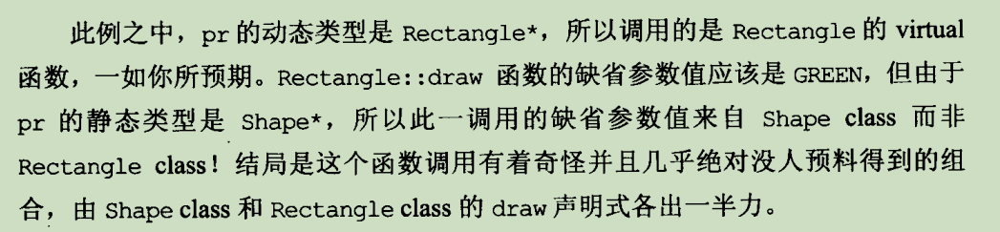 此例之中，pr 的动态类型是 Rectangle*，所以调用的是 Rectangle 的 virtual
函数，一如你所预期。Rectangle::draw 函数的缺省参数值应该是 GREEN，但由于
pr 的静态类型是 Shape*，所以此一调用的缺省参数值来自 Shape class 而非
Rectangle class！结局是这个函数调用有着奇怪并且几乎绝对没人预料得到的组
合，由 Shape class 和 Rectangle class 的 draw 声明式各出一半力。